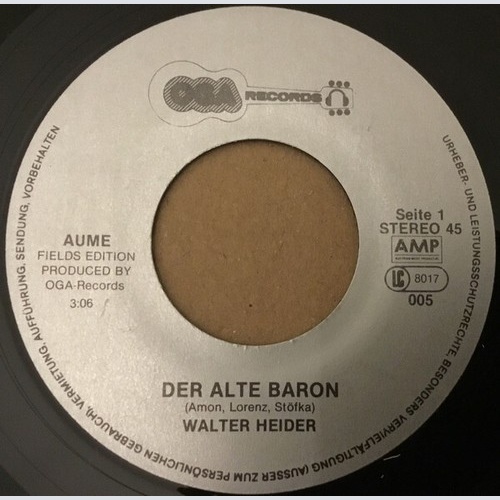 OGA RECORDS
AUME
FIELDS EDITION
PRODUCED BY
OGA-Records
3:06
Seite 1
STEREO 45
AMP
LC 8017
005
DER ALTE BARON
(Amon, Lorenz, Stöfka)
WALTER HEIDER
URHEBER- UND LEISTUNGSSCHUTZRECHTE, BESONDERS VERVIELFÄLTIGUNG (AUSSER ZUM PERSÖNLICHEN GEBRAUCH), VERMIETUNG, AUFFÜHRUNG, SENDUNG, VORBEHALTEN